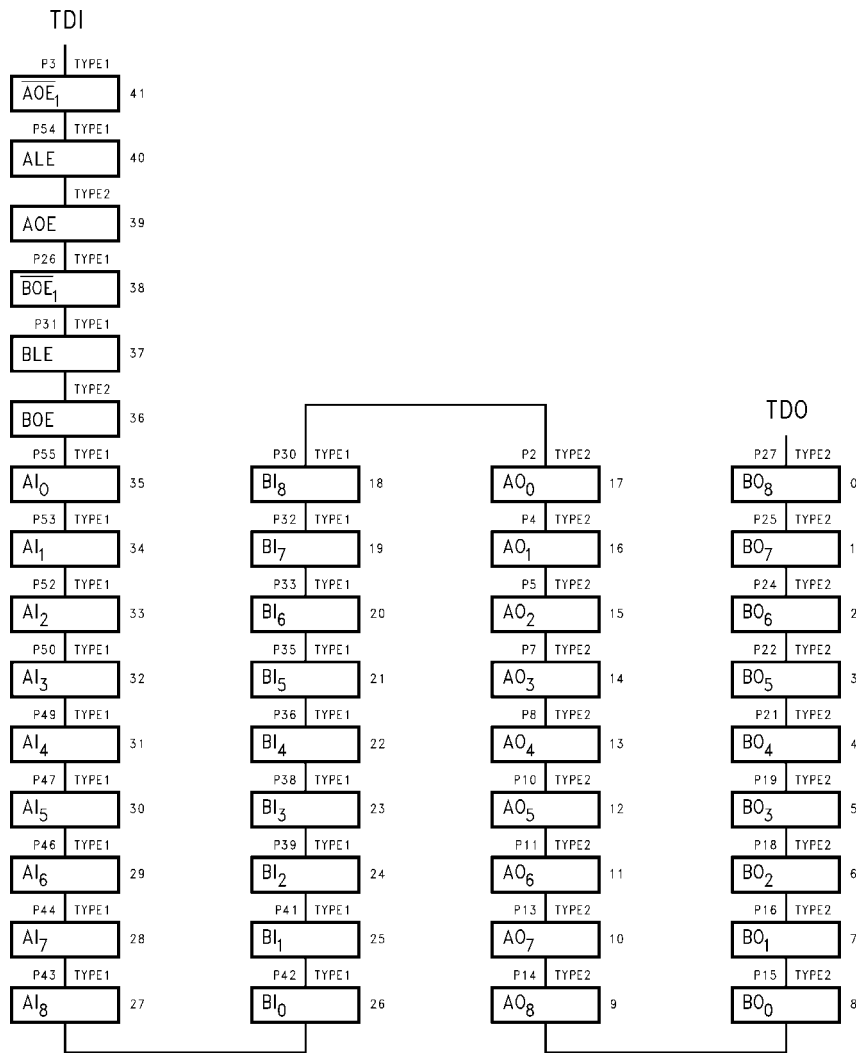 TDI
P3 TYPE1
A̅O̅E̅₁ 41
P54 TYPE1
ALE 40
TYPE2
AOE 39
P26 TYPE1
B̅O̅E̅₁ 38
P31 TYPE1
BLE 37
TYPE2
BOE 36
P55 TYPE1
AI₀ 35
P53 TYPE1
AI₁ 34
P52 TYPE1
AI₂ 33
P50 TYPE1
AI₃ 32
P49 TYPE1
AI₄ 31
P47 TYPE1
AI₅ 30
P46 TYPE1
AI₆ 29
P44 TYPE1
AI₇ 28
P43 TYPE1
AI₈ 27
P30 TYPE1
BI₈ 18
P32 TYPE1
BI₇ 19
P33 TYPE1
BI₆ 20
P35 TYPE1
BI₅ 21
P36 TYPE1
BI₄ 22
P38 TYPE1
BI₃ 23
P39 TYPE1
BI₂ 24
P41 TYPE1
BI₁ 25
P42 TYPE1
BI₀ 26
P2 TYPE2
AO₀ 17
P4 TYPE2
AO₁ 16
P5 TYPE2
AO₂ 15
P7 TYPE2
AO₃ 14
P8 TYPE2
AO₄ 13
P10 TYPE2
AO₅ 12
P11 TYPE2
AO₆ 11
P13 TYPE2
AO₇ 10
P14 TYPE2
AO₈ 9
TDO
P27 TYPE2
BO₈ 0
P25 TYPE2
BO₇ 1
P24 TYPE2
BO₆ 2
P22 TYPE2
BO₅ 3
P21 TYPE2
BO₄ 4
P19 TYPE2
BO₃ 5
P18 TYPE2
BO₂ 6
P16 TYPE2
BO₁ 7
P15 TYPE2
BO₀ 8